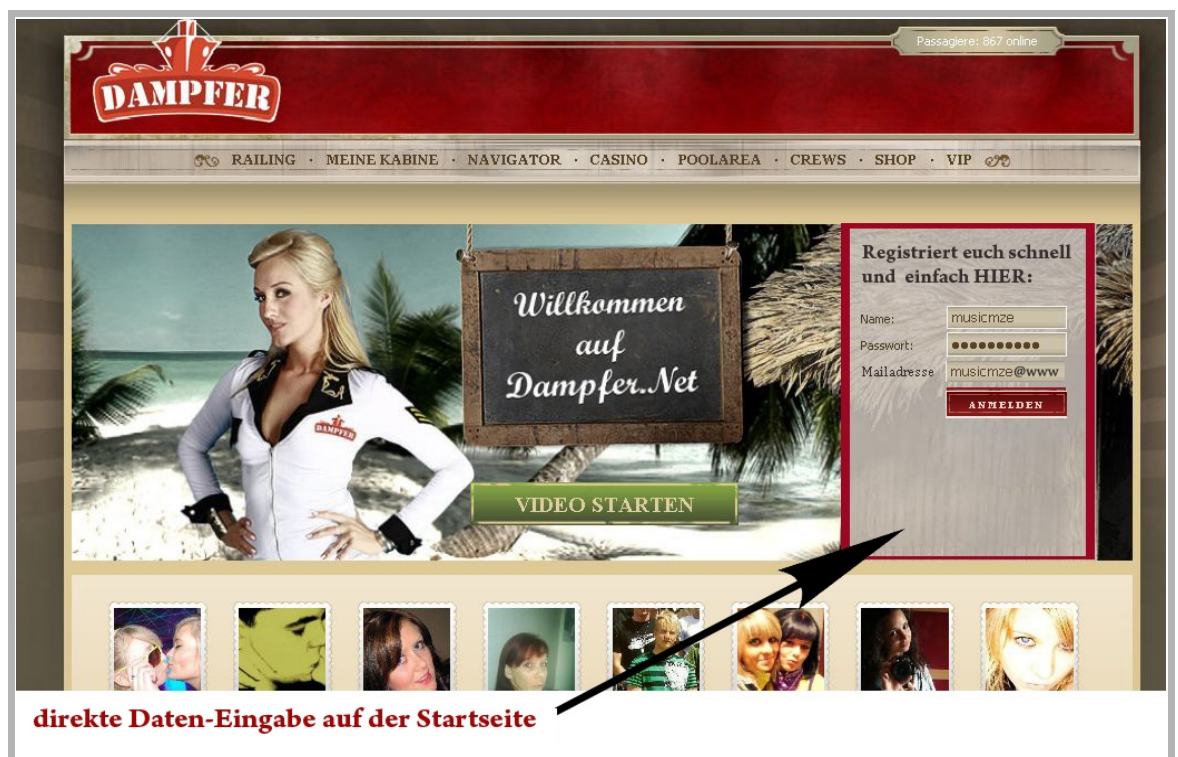 Passagiere: 867 online
DAMPFER
RAILING · MEINE KABINE · NAVIGATOR · CASINO · POOLAREA · CREWS · SHOP · VIP
Willkommen
auf
Dampfer.Net
DAMPFER
VIDEO STARTEN
Registriert euch schnell
und einfach HIER:
Name: musicmze
Passwort: ●●●●●●●●●●
Mailadresse musicmze@www
ANMELDEN
direkte Daten-Eingabe auf der Startseite